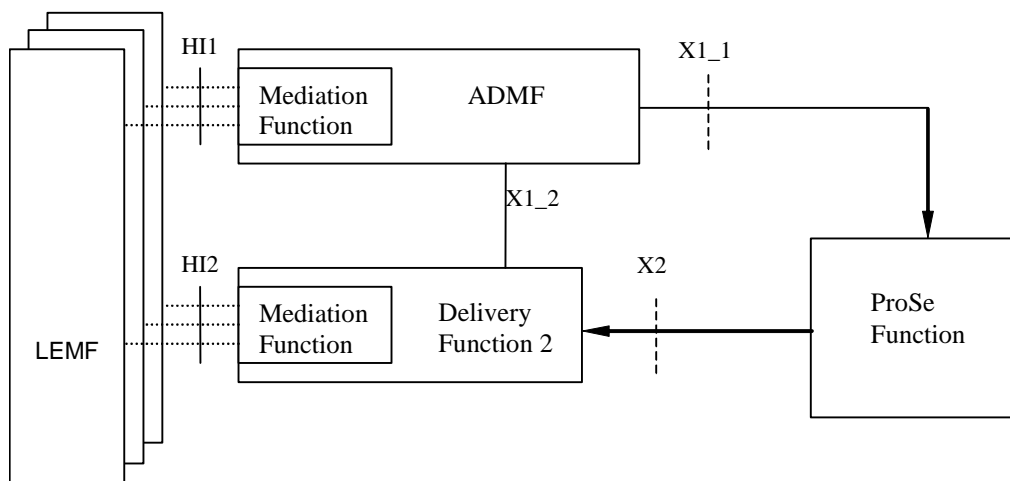 HI1
Mediation
Function
ADMF
X1_1
X1_2
HI2
Mediation
Function
Delivery
Function 2
X2
ProSe
Function
LEMF